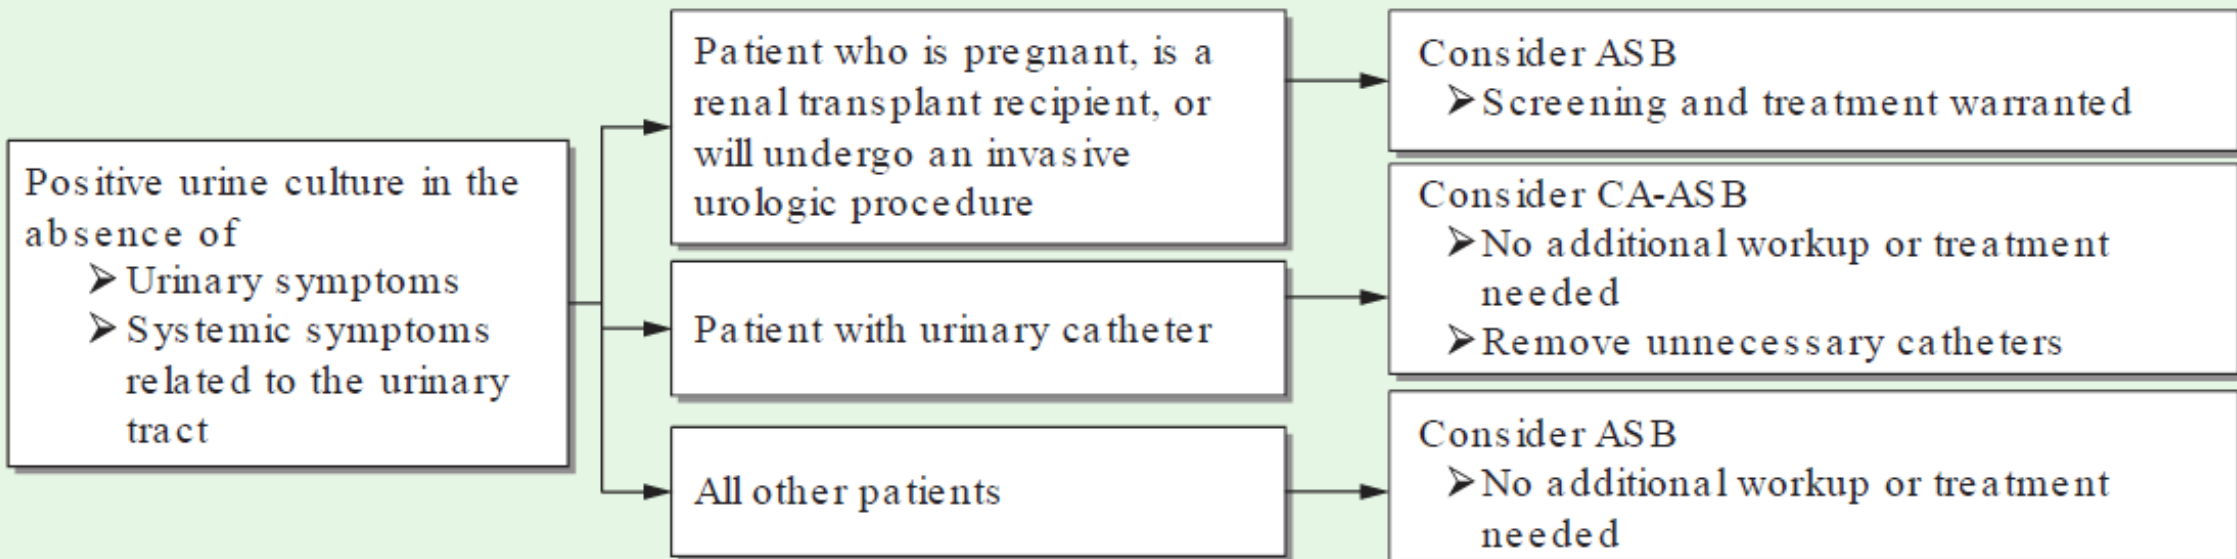 Positive urine culture in the
absence of
➢ Urinary symptoms
➢ Systemic symptoms
related to the urinary
tract
Patient who is pregnant, is a
renal transplant recipient, or
will undergo an invasive
urologic procedure
Consider ASB
➢ Screening and treatment warranted
Patient with urinary catheter
Consider CA-ASB
➢ No additional workup or treatment
needed
➢ Remove unnecessary catheters
All other patients
Consider ASB
➢ No additional workup or treatment
needed